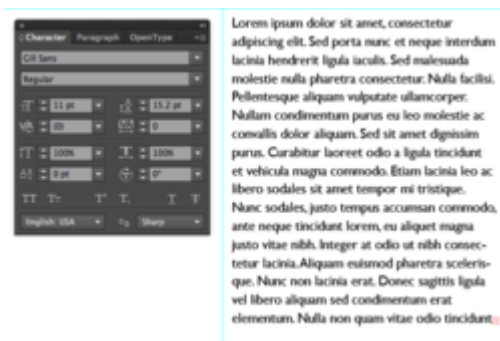 Character Paragraph OpenType
Gill Sans
Regular
11 pt 15.2 pt
(0) 0
100% 100%
0 pt 0°
English: USA Sharp
Lorem ipsum dolor sit amet, consectetur
adipiscing elit. Sed porta nunc et neque interdum
lacinia hendrerit ligula iaculis. Sed malesuada
molestie nulla pharetra consectetur. Nulla facilisi.
Pellentesque aliquam vulputate ullamcorper.
Nullam condimentum purus eu leo molestie ac
convallis dolor aliquam. Sed sit amet dignissim
purus. Curabitur laoreet odio a ligula tincidunt
et vehicula magna commodo. Etiam lacinia leo ac
libero sodales sit amet tempor mi tristique.
Nunc sodales, justo tempus accumsan commodo,
ante neque tincidunt lorem, eu aliquet magna
justo vitae nibh. Integer at odio ut nibh consec-
tetur lacinia. Aliquam euismod pharetra sceleris-
que. Nunc non lacinia erat. Donec sagittis ligula
vel libero aliquam sed condimentum erat
elementum. Nulla non quam vitae odio tincidunt